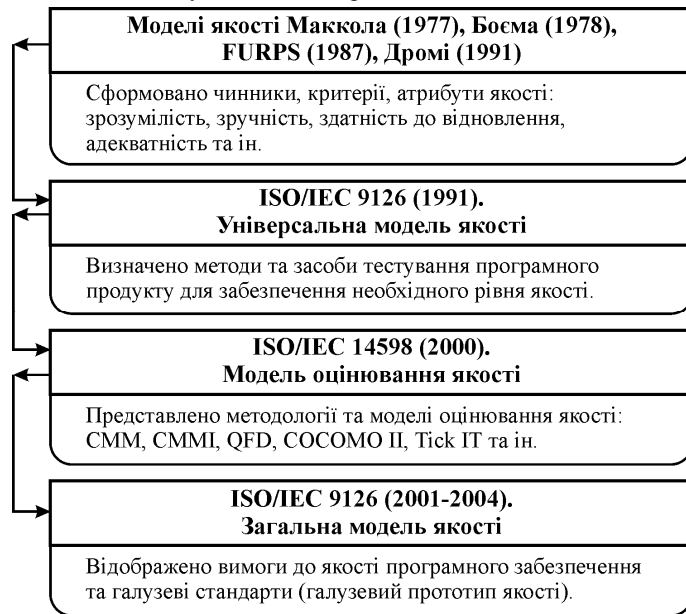 Моделі якості Маккола (1977), Боєма (1978),
FURPS (1987), Дромі (1991)
Сформовано чинники, критерії, атрибути якості:
зрозумілість, зручність, здатність до відновлення,
адекватність та ін.
ISO/IEC 9126 (1991).
Універсальна модель якості
Визначено методи та засоби тестування програмного
продукту для забезпечення необхідного рівня якості.
ISO/IEC 14598 (2000).
Модель оцінювання якості
Представлено методології та моделі оцінювання якості:
CMM, CMMI, QFD, COCOMO II, Tick IT та ін.
ISO/IEC 9126 (2001-2004).
Загальна модель якості
Відображено вимоги до якості програмного забезпечення
та галузеві стандарти (галузевий прототип якості).